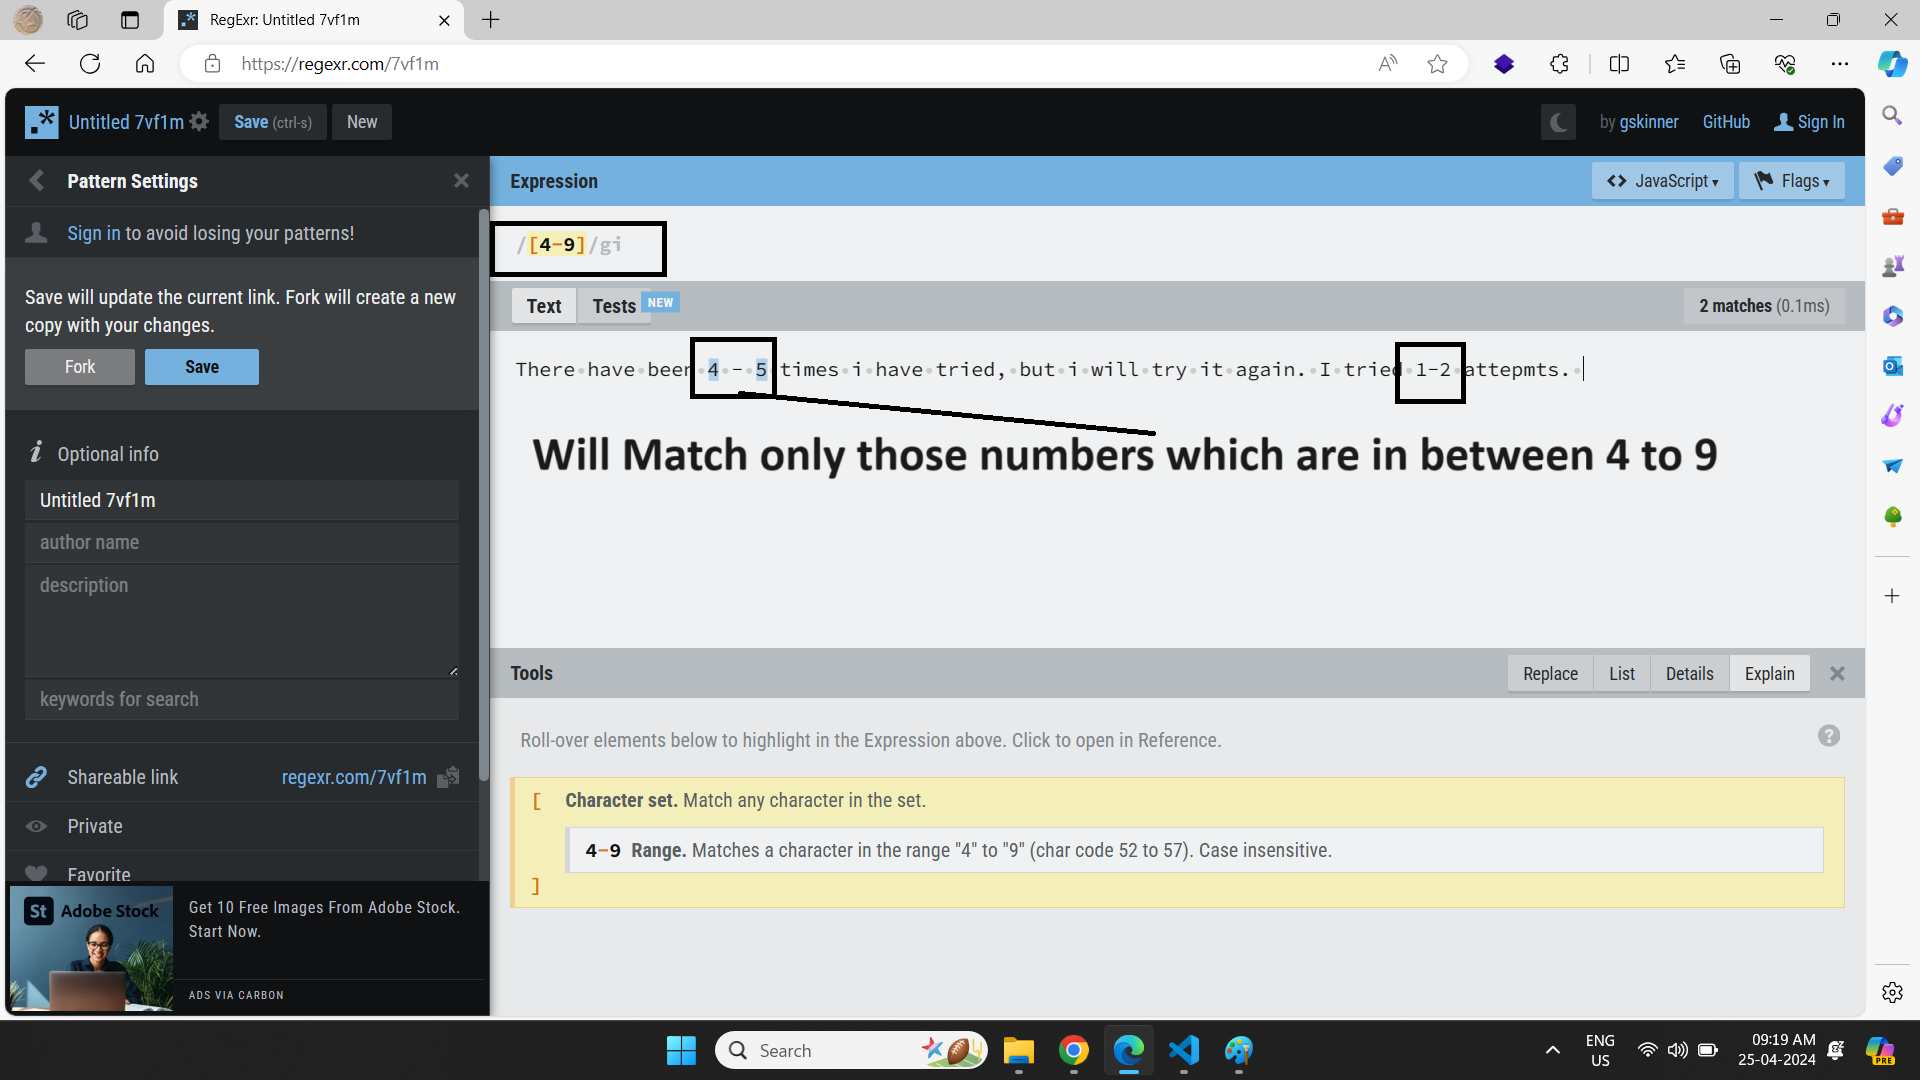 RegExr: Untitled 7vf1m
https://regexr.com/7vf1m
.* Untitled 7vf1m Save (ctrl-s) New by gskinner GitHub Sign In
Pattern Settings
Sign in to avoid losing your patterns!
Save will update the current link. Fork will create a new
copy with your changes.
Fork Save
Optional info
Untitled 7vf1m
author name
description
keywords for search
Shareable link regexr.com/7vf1m
Private
Favorite
St Adobe Stock
Get 10 Free Images From Adobe Stock.
Start Now.
ADS VIA CARBON
Expression <> JavaScript Flags
/[4-9]/gi
Text Tests NEW 2 matches (0.1ms)
There have been 4 - 5 times i have tried, but i will try it again. I tried 1-2 attepmts.
Will Match only those numbers which are in between 4 to 9
Tools Replace List Details Explain
Roll-over elements below to highlight in the Expression above. Click to open in Reference.
?
[ Character set. Match any character in the set.
4-9 Range. Matches a character in the range "4" to "9" (char code 52 to 57). Case insensitive.
]
Search
ENG
US
09:19 AM
25-04-2024
PRE